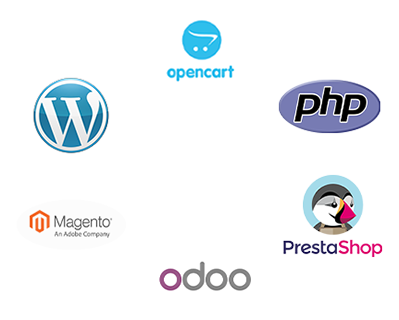 opencart
W
php
Magento®
An Adobe Company
PrestaShop
odoo